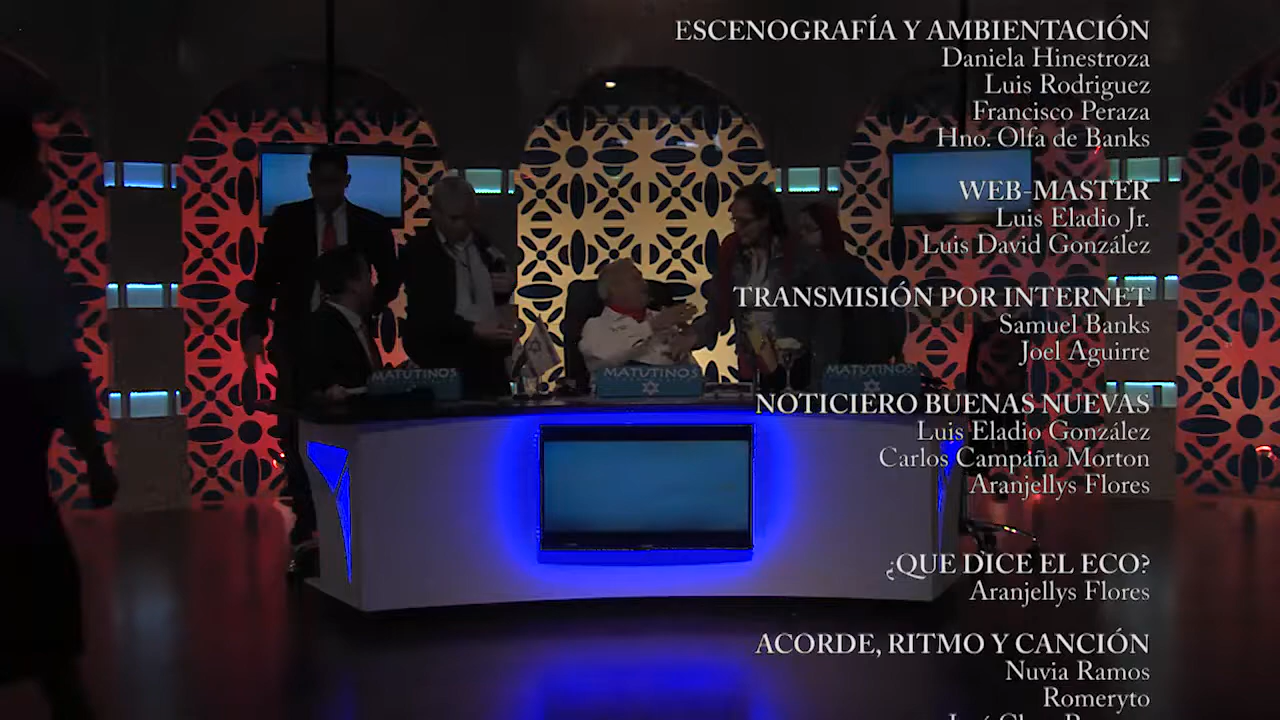 ESCENOGRAFÍA Y AMBIENTACIÓN
Daniela Hinestroza
Luis Rodriguez
Francisco Peraza
Hno. Olfa de Banks
WEB-MASTER
Luis Eladio Jr.
Luis David González
TRANSMISIÓN POR INTERNET
Samuel Banks
Joel Aguirre
MATUTINOS
MATUTINOS
MATUTINOS
NOTICIERO BUENAS NUEVAS
Luis Eladio González
Carlos Campaña Morton
Aranjellys Flores
¿QUE DICE EL ECO?
Aranjellys Flores
ACORDE, RITMO Y CANCIÓN
Nuvia Ramos
Romeryto